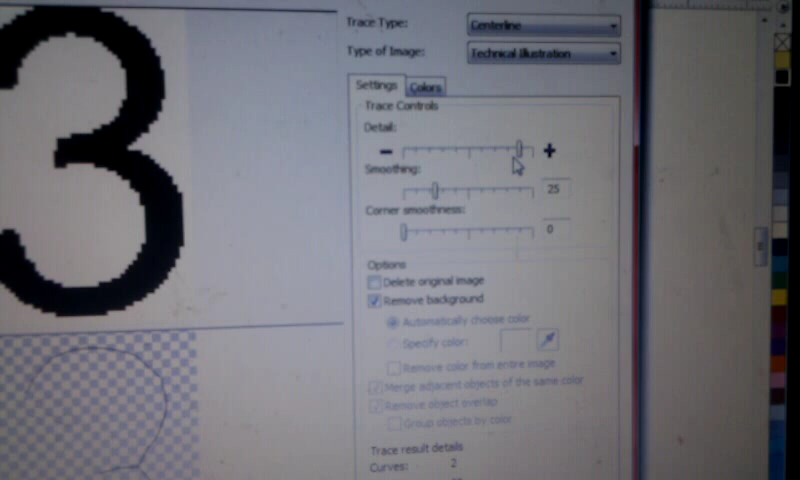 3
Trace Type: Centerline
Type of Image: Technical Illustration
Settings Colors
Trace Controls
Detail:
Smoothing:
25
Corner smoothness:
0
Options
Delete original image
Remove background
Automatically choose color
Specify color:
Remove color from entire image
Merge adjacent objects of the same color
Remove object overlap
Group objects by color
Trace result details
Curves: 2